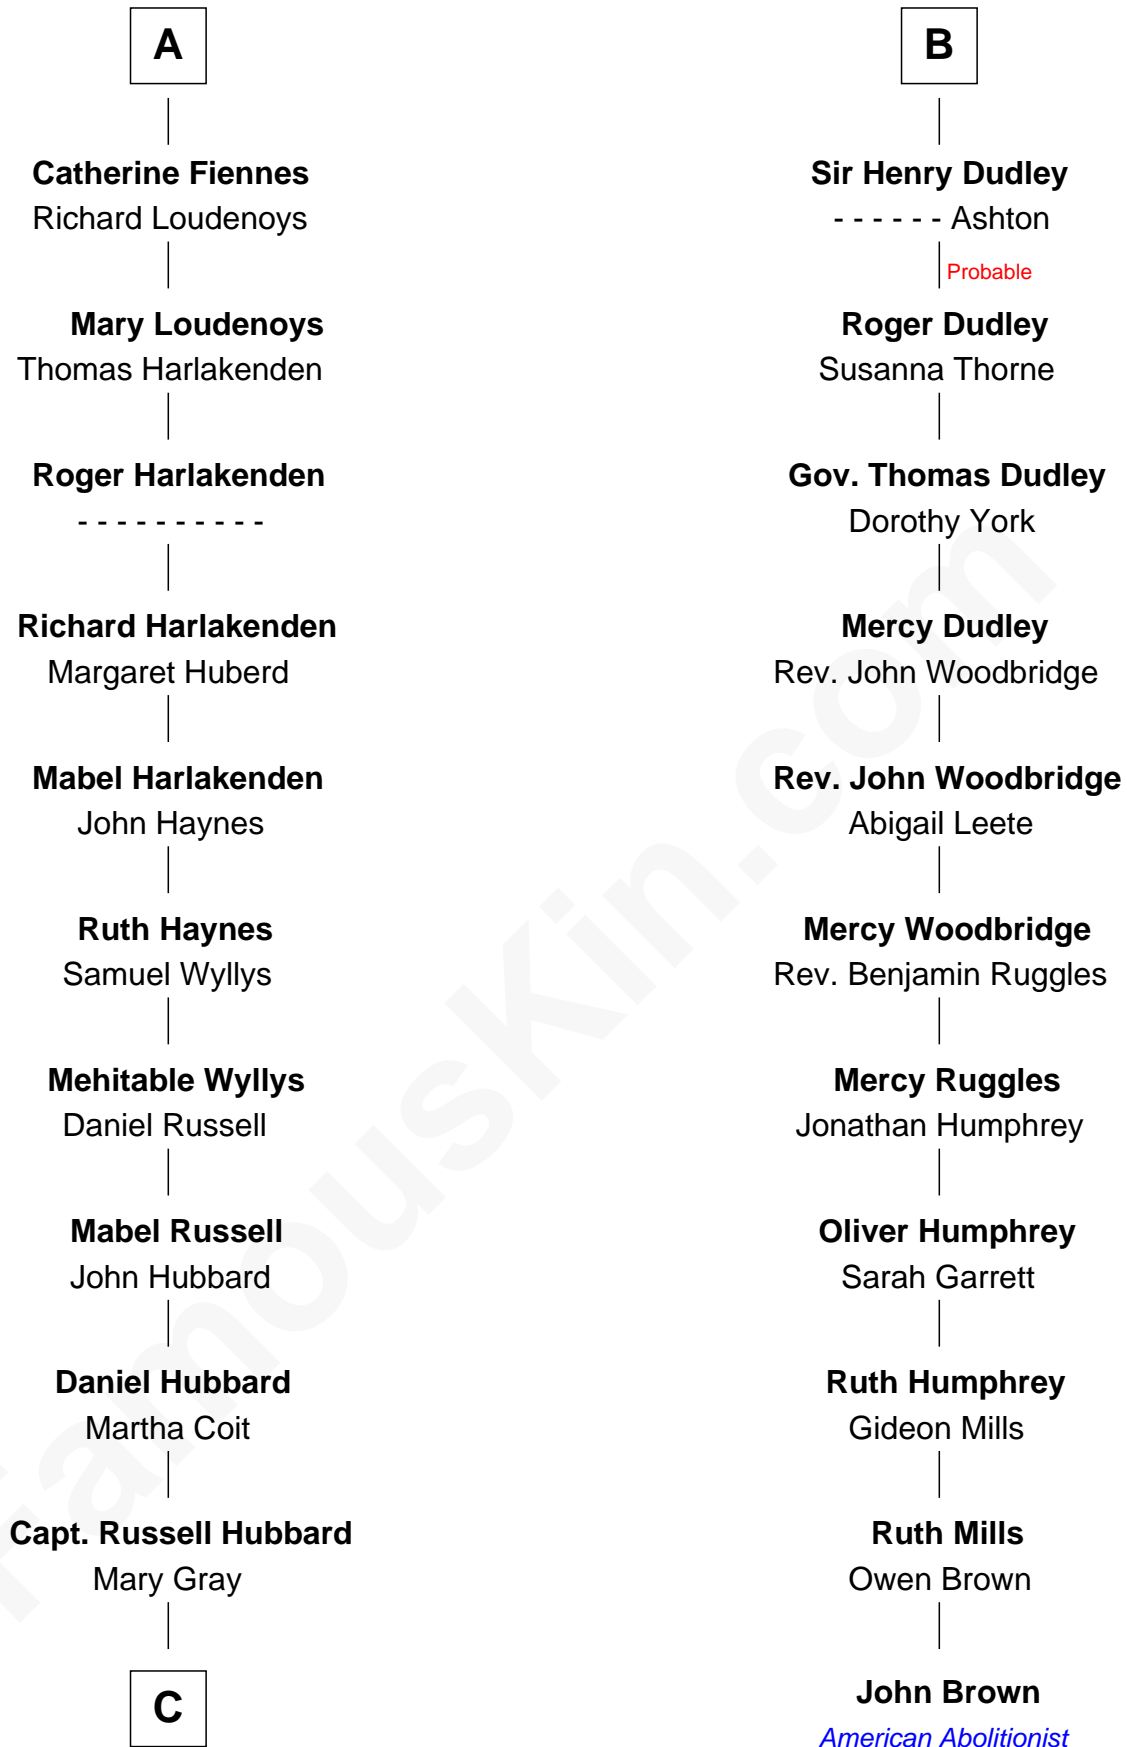 A
Catherine Fiennes
Richard Loudenoys
Mary Loudenoys
Thomas Harlakenden
Roger Harlakenden
- - - - - - - - - -
Richard Harlakenden
Margaret Huberd
Mabel Harlakenden
John Haynes
Ruth Haynes
Samuel Wyllys
Mehitable Wyllys
Daniel Russell
Mabel Russell
John Hubbard
Daniel Hubbard
Martha Coit
Capt. Russell Hubbard
Mary Gray
C
B
Sir Henry Dudley
- - - - - - Ashton
Probable
Roger Dudley
Susanna Thorne
Gov. Thomas Dudley
Dorothy York
Mercy Dudley
Rev. John Woodbridge
Rev. John Woodbridge
Abigail Leete
Mercy Woodbridge
Rev. Benjamin Ruggles
Mercy Ruggles
Jonathan Humphrey
Oliver Humphrey
Sarah Garrett
Ruth Humphrey
Gideon Mills
Ruth Mills
Owen Brown
John Brown
American Abolitionist
FamousKin.com